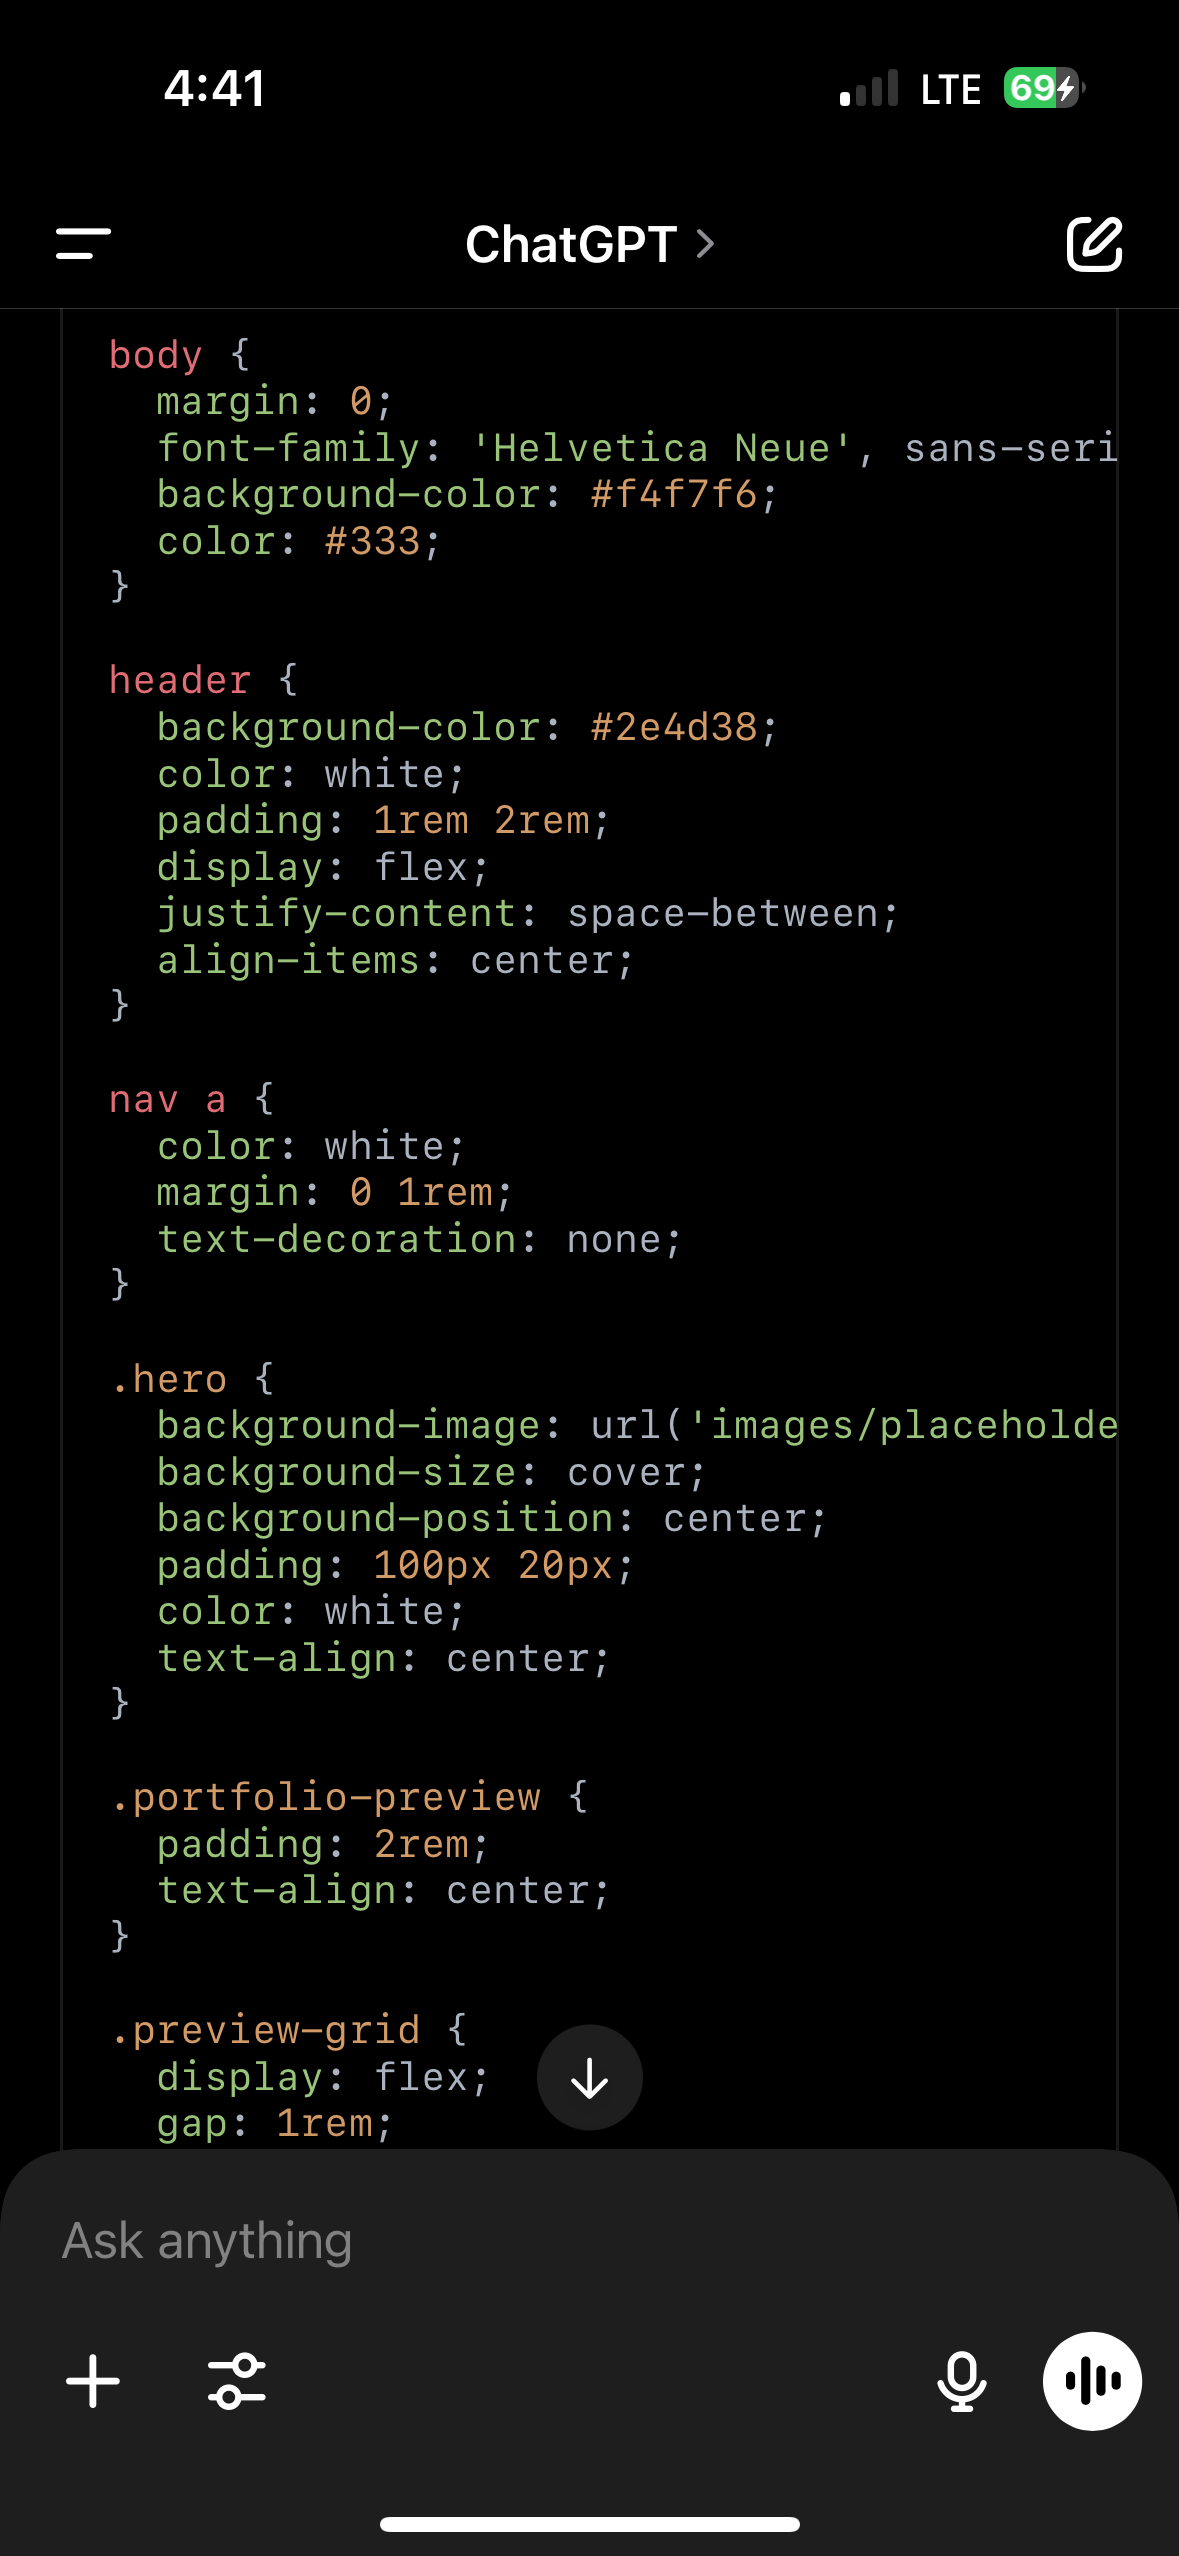 4:41 LTE 69
ChatGPT
body {
  margin: 0;
  font-family: 'Helvetica Neue', sans-seri
  background-color: #f4f7f6;
  color: #333;
}

header {
  background-color: #2e4d38;
  color: white;
  padding: 1rem 2rem;
  display: flex;
  justify-content: space-between;
  align-items: center;
}

nav a {
  color: white;
  margin: 0 1rem;
  text-decoration: none;
}

.hero {
  background-image: url('images/placeholde
  background-size: cover;
  background-position: center;
  padding: 100px 20px;
  color: white;
  text-align: center;
}

.portfolio-preview {
  padding: 2rem;
  text-align: center;
}

.preview-grid {
  display: flex;
  gap: 1rem;
Ask anything